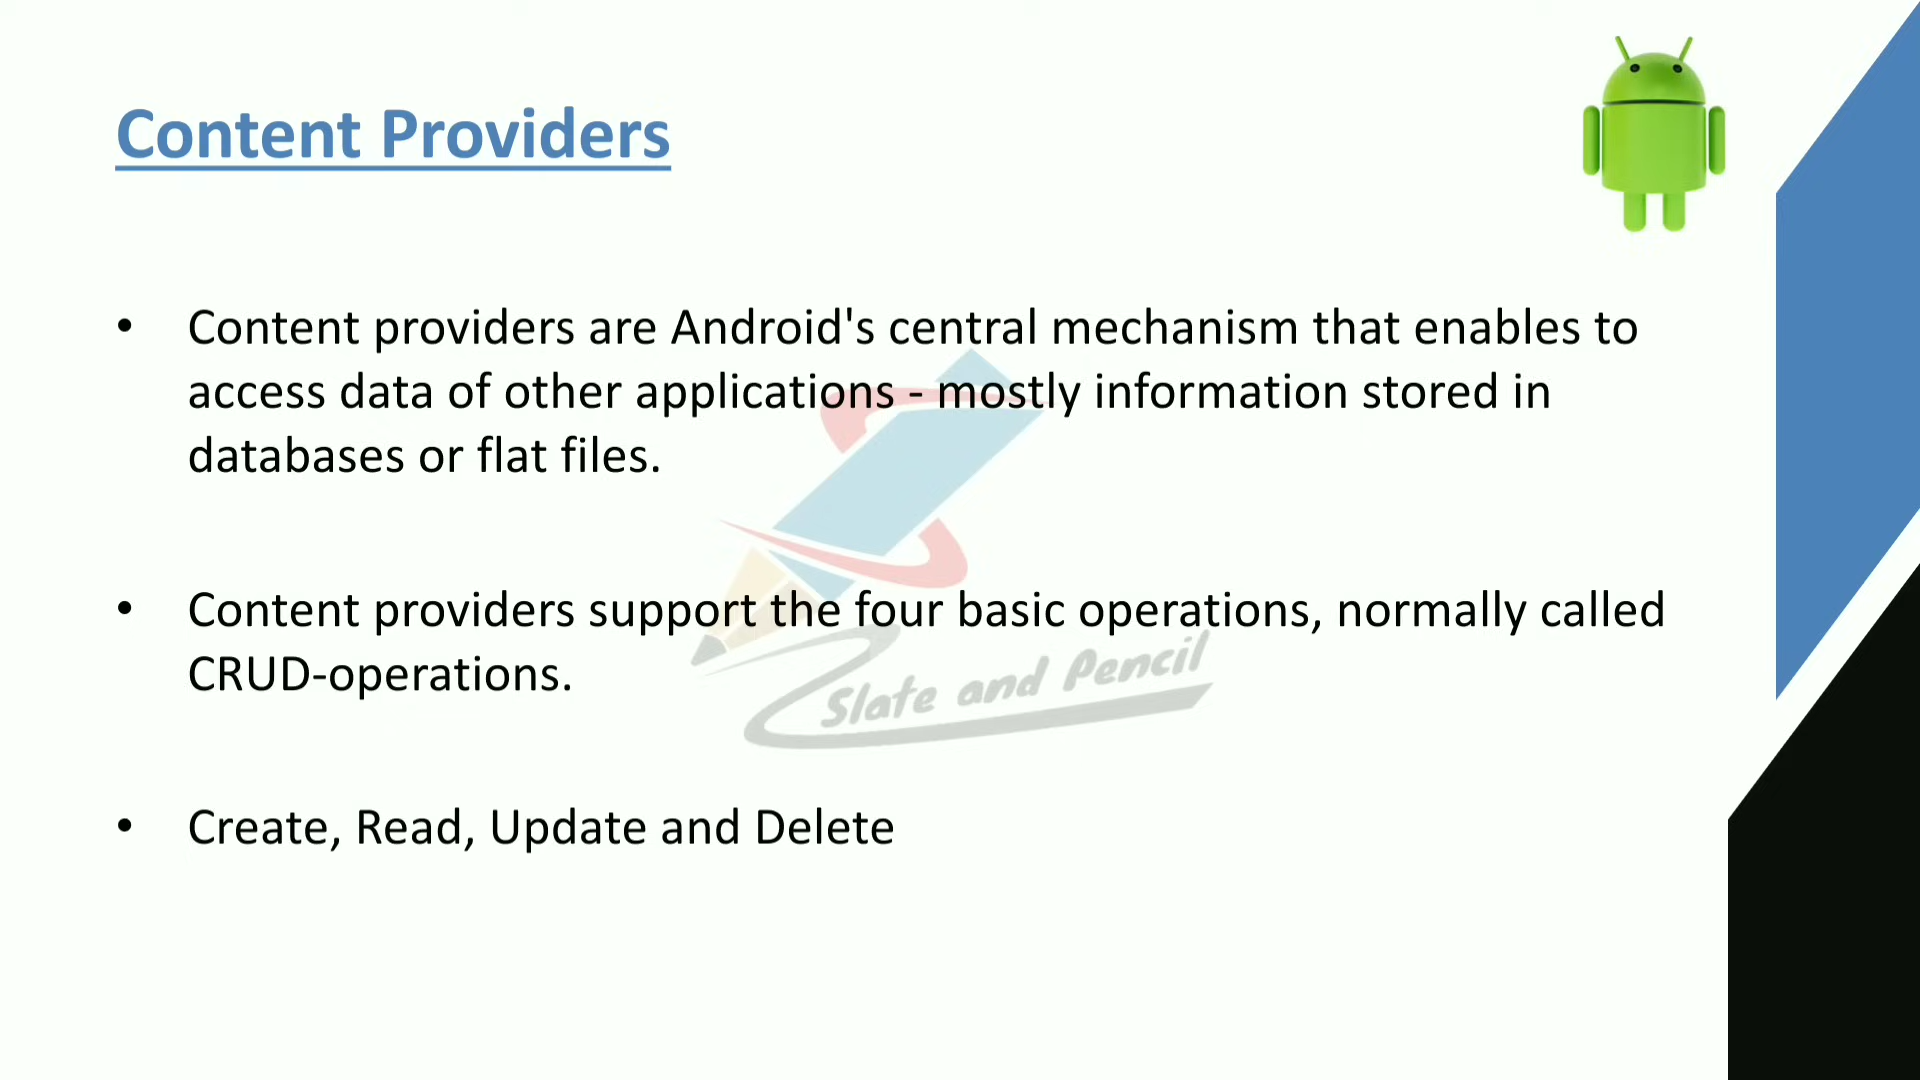 Content Providers
• Content providers are Android's central mechanism that enables to
access data of other applications - mostly information stored in
databases or flat files.
• Content providers support the four basic operations, normally called
CRUD-operations.
Slate and Pencil
• Create, Read, Update and Delete